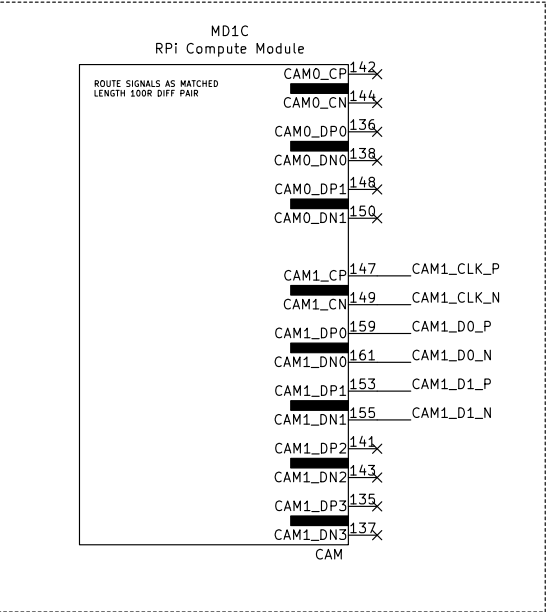 MD1C
RPi Compute Module
ROUTE SIGNALS AS MATCHED
LENGTH 100R DIFF PAIR
CAM0_CP 142
CAM0_CN 144
CAM0_DP0 136
CAM0_DN0 138
CAM0_DP1 148
CAM0_DN1 150
CAM1_CP 147 CAM1_CLK_P
CAM1_CN 149 CAM1_CLK_N
CAM1_DP0 159 CAM1_D0_P
CAM1_DN0 161 CAM1_D0_N
CAM1_DP1 153 CAM1_D1_P
CAM1_DN1 155 CAM1_D1_N
CAM1_DP2 141
CAM1_DN2 143
CAM1_DP3 135
CAM1_DN3 137
CAM